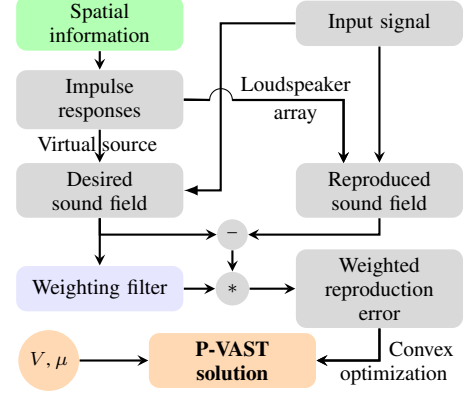 Spatial
information
Input signal
Impulse
responses
Loudspeaker
array
Virtual source
Desired
sound field
Reproduced
sound field
−
Weighting filter
*
Weighted
reproduction
error
V, μ
P-VAST
solution
Convex
optimization